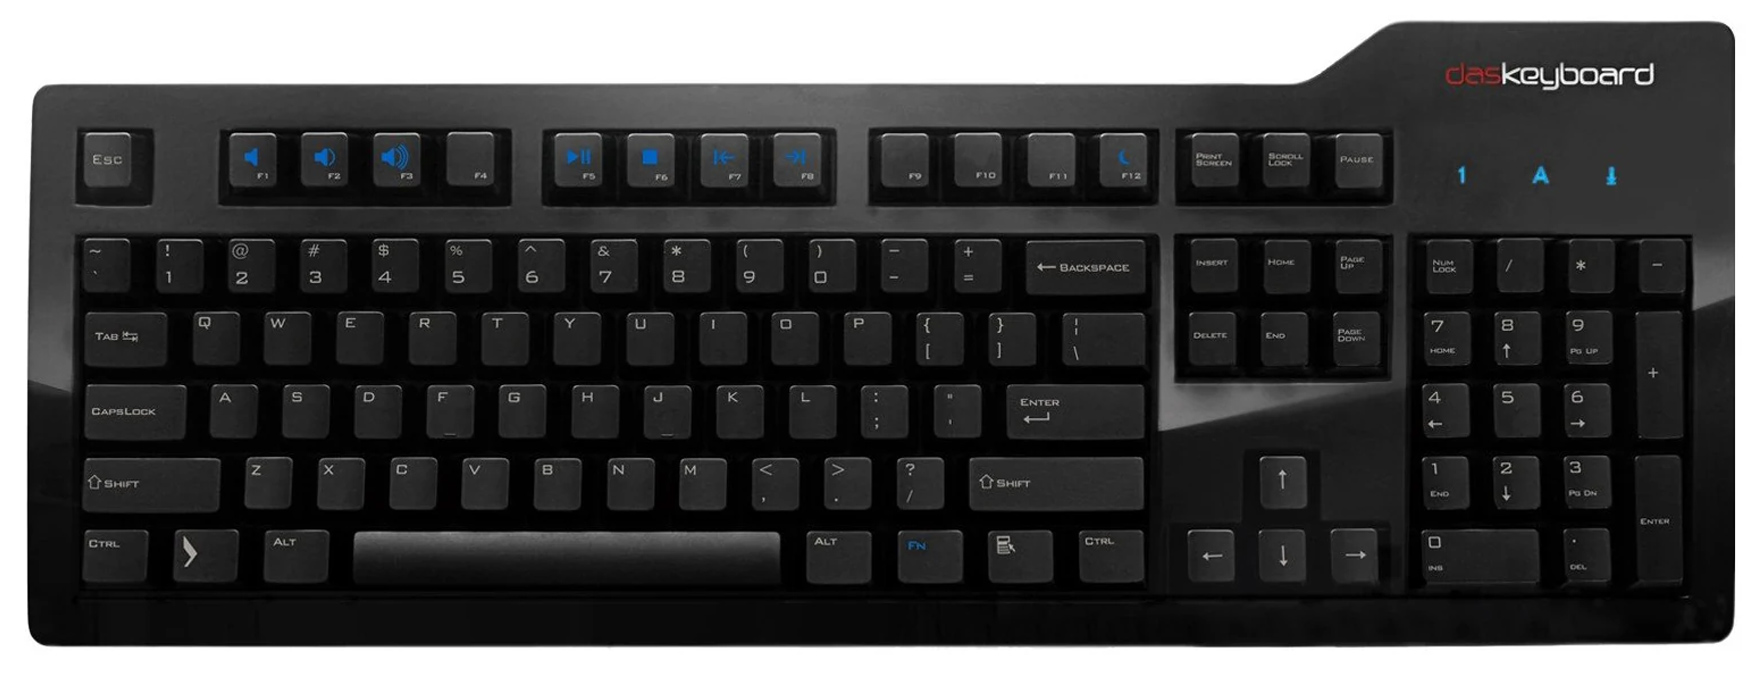 daskeyboard
Esc F1 F2 F3 F4 F5 F6 F7 F8 F9 F10 F11 F12 Print Screen Scroll Lock Pause
1 A
~ ` ! 1 @ 2 # 3 $ 4 % 5 ^ 6 & 7 * 8 ( 9 ) 0 _ - + = ← Backspace Insert Home Page Up Num Lock / * -
Tab Q W E R T Y U I O P { [ } ] ¦ \ Delete End Page Down 7 Home 8 ↑ 9 Pg Up +
Caps Lock A S D F G H J K L : ; " ' Enter 4 ← 5 6 →
Shift Z X C V B N M < , > . ? / Shift ↑ 1 End 2 ↓ 3 Pg Dn Enter
Ctrl Alt Alt Fn Ctrl ← ↓ → 0 Ins . Del